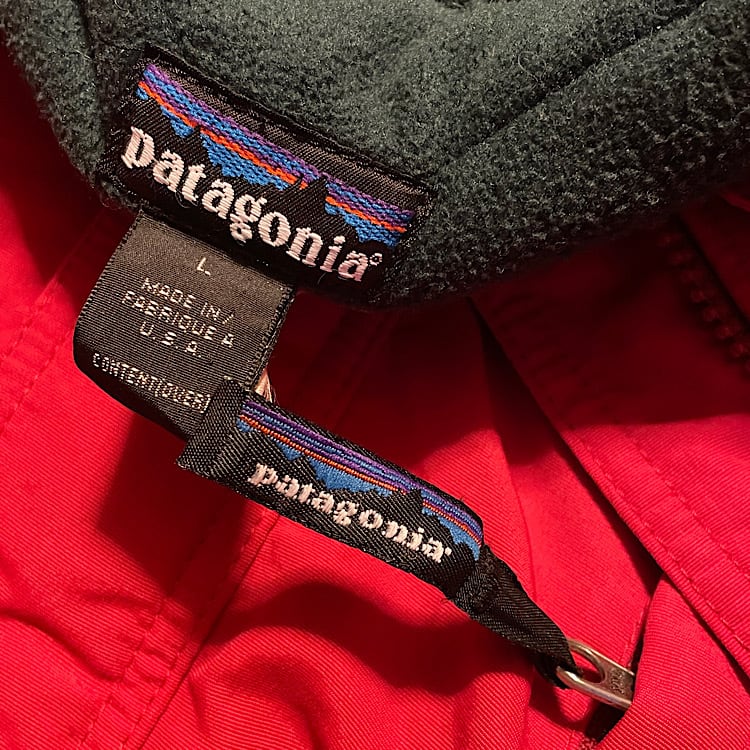 patagonia®
L
MADE IN /
FABRIQUE A
U.S.A.
CONTENT (OVER)
patagonia